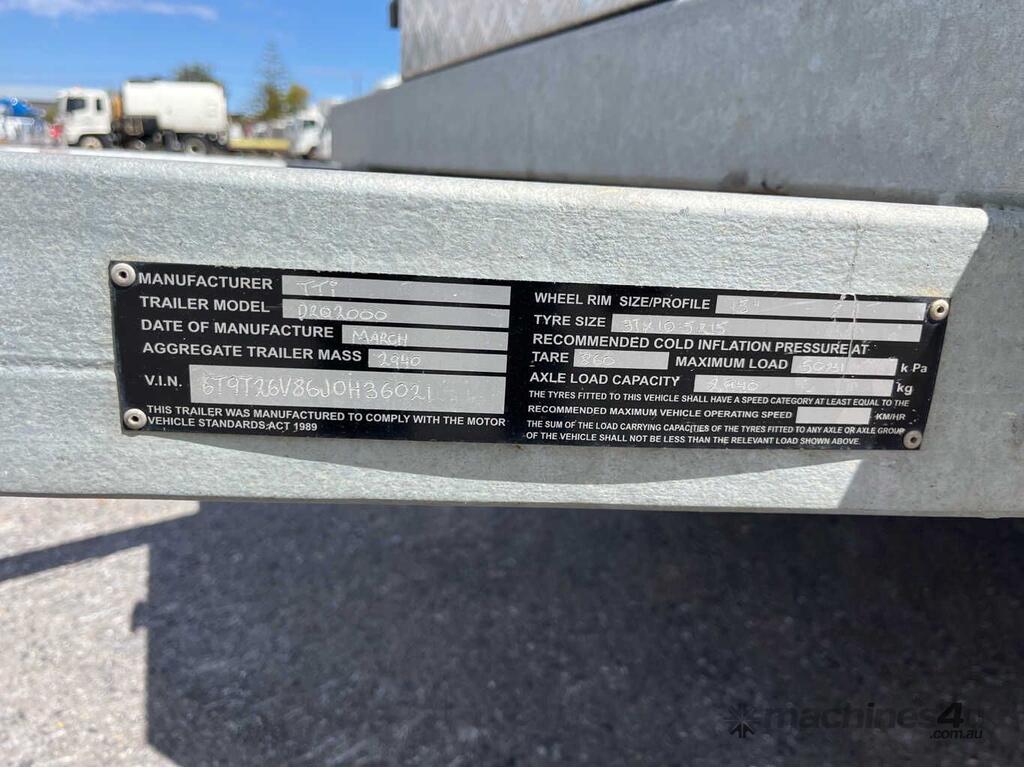 MANUFACTURER TTi
TRAILER MODEL D2Q2000
DATE OF MANUFACTURE MARCH
AGGREGATE TRAILER MASS 2940
V.I.N. 6T9T26V86J0H36021
THIS TRAILER WAS MANUFACTURED TO COMPLY WITH THE MOTOR
VEHICLE STANDARDS:ACT 1989
WHEEL RIM SIZE/PROFILE
TYRE SIZE
RECOMMENDED COLD INFLATION PRESSURE AT
TARE 860 MAXIMUM LOAD k Pa
AXLE LOAD CAPACITY 2940 kg
THE TYRES FITTED TO THIS VEHICLE SHALL HAVE A SPEED CATEGORY AT LEAST EQUAL TO THE
RECOMMENDED MAXIMUM VEHICLE OPERATING SPEED KM/HR
THE SUM OF THE LOAD CARRYING CAPACITIES OF THE TYRES FITTED TO ANY AXLE OR AXLE GROUP
OF THE VEHICLE SHALL NOT BE LESS THAN THE RELEVANT LOAD SHOWN ABOVE.
machines4u
.com.au